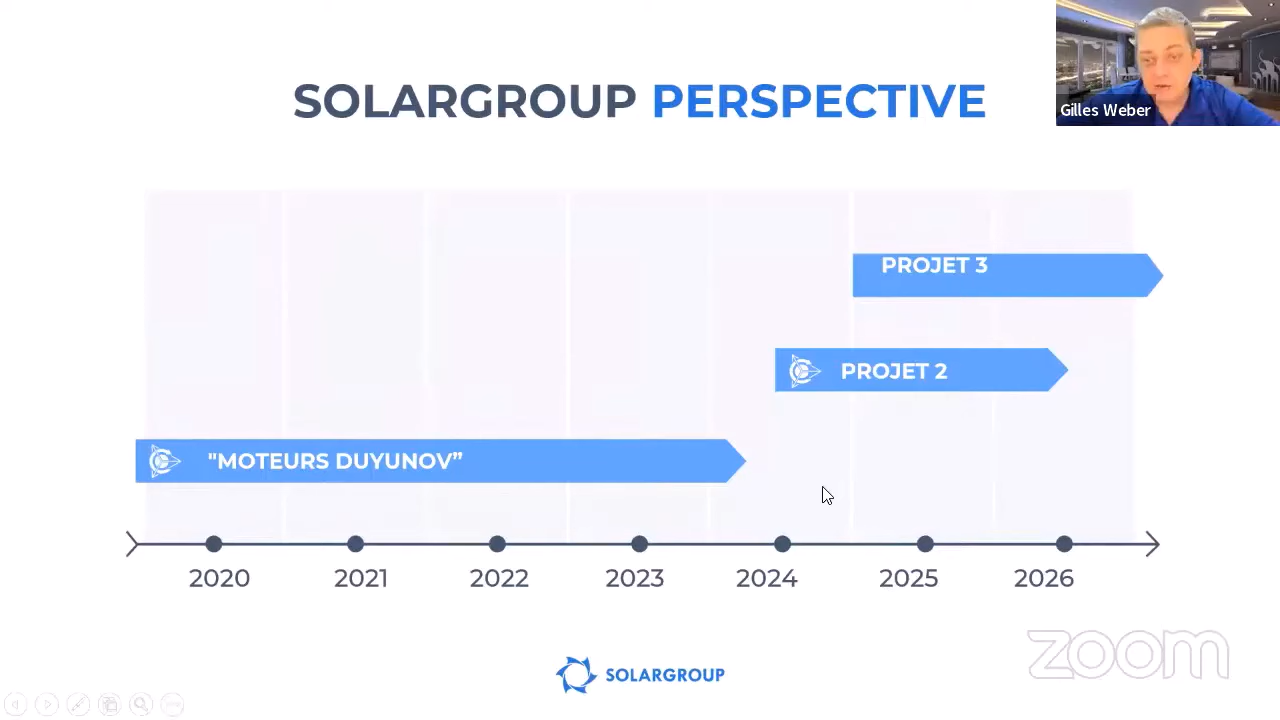 SOLARGROUP PERSPECTIVE
Gilles Weber
PROJET 3
PROJET 2
"MOTEURS DUYUNOV”
2020 2021 2022 2023 2024 2025 2026
SOLARGROUP
zoom